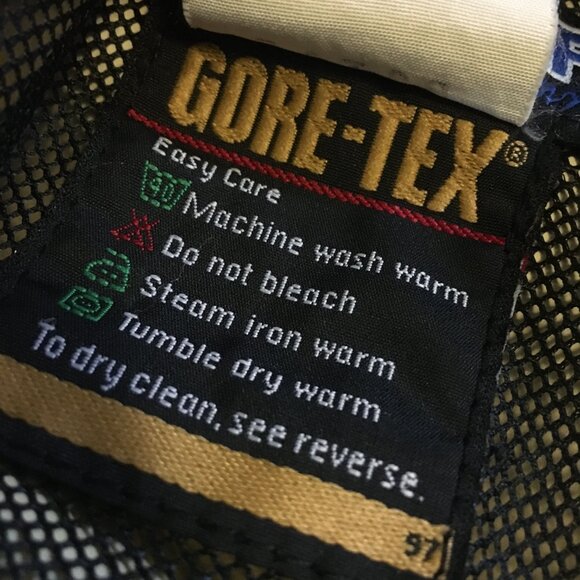 GORE-TEX®
Easy Care
40 Machine wash warm
Do not bleach
Steam iron warm
Tumble dry warm
To dry clean, see reverse.
97